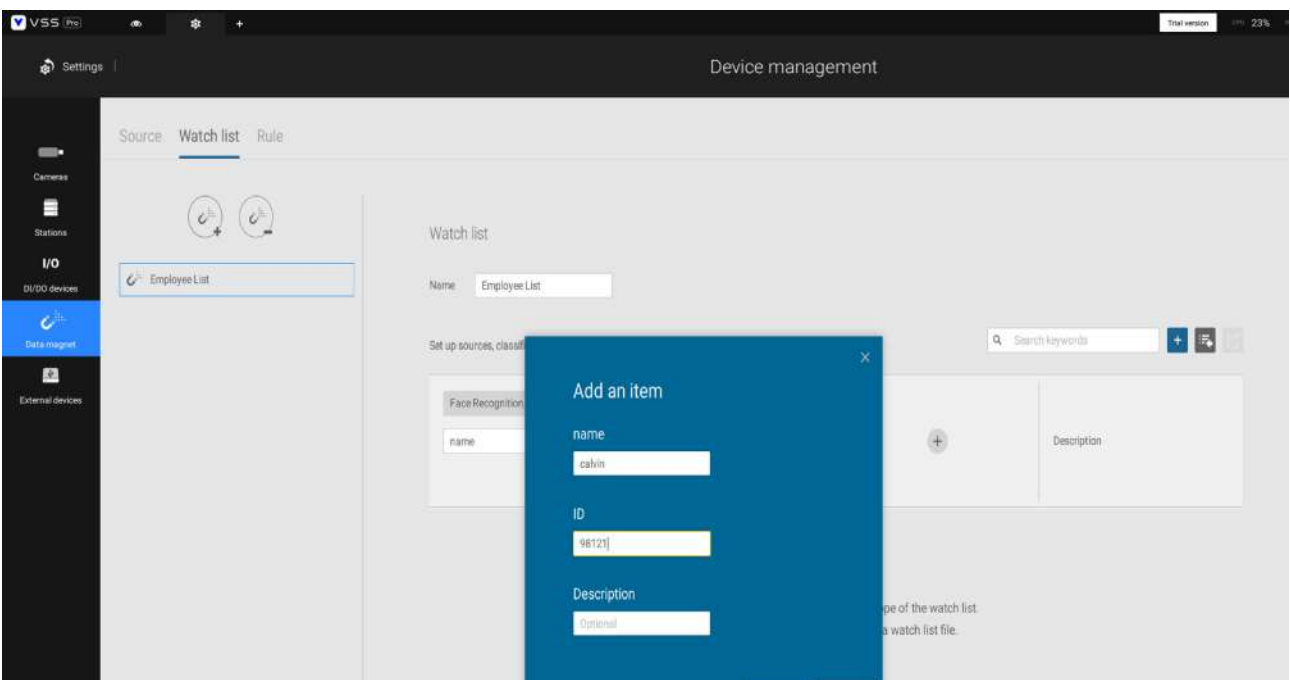 VSS Pro
Trial version
CPU 23%
Settings
Device management
Source Watch list Rule
Cameras
Stations
I/O
DI/DO devices
Data magnet
External devices
Employee List
Watch list
Name Employee List
Set up sources, classifi
Search keywords
Face Recognition,
name
Description
Add an item
name
calvin
ID
98121
Description
Optional
pe of the watch list.
a watch list file.